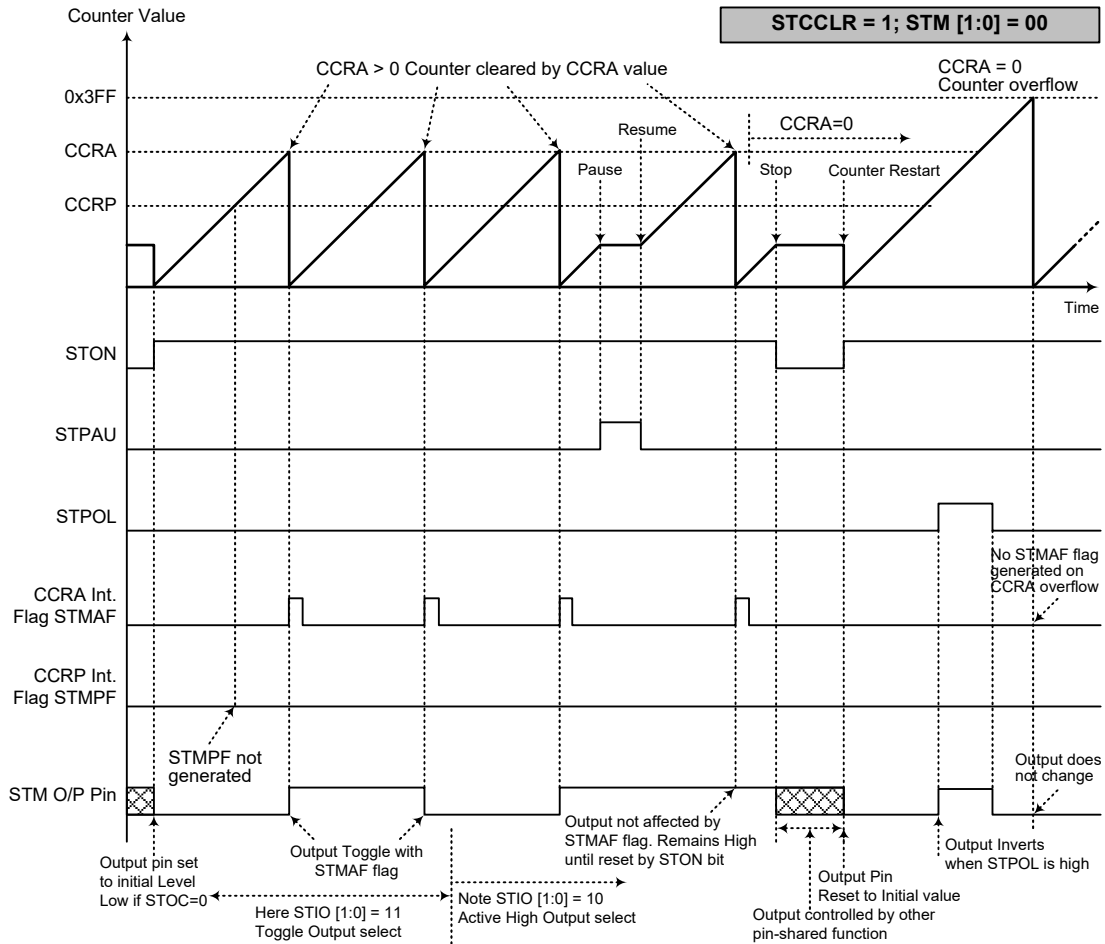 Counter Value
STCCLR = 1; STM [1:0] = 00
CCRA > 0 Counter cleared by CCRA value
CCRA = 0
Counter overflow
0x3FF
CCRA=0
Resume
CCRA
Pause
Stop
Counter Restart
CCRP
Time
STON
STPAU
STPOL
No STMAF flag
generated on
CCRA overflow
CCRA Int.
Flag STMAF
CCRP Int.
Flag STMPF
STMPF not
generated
Output does
not change
STM O/P Pin
Output pin set
to initial Level
Low if STOC=0
Output Toggle with
STMAF flag
Output not affected by
STMAF flag. Remains High
until reset by STON bit
Output Inverts
when STPOL is high
Here STIO [1:0] = 11
Toggle Output select
Note STIO [1:0] = 10
Active High Output select
Output Pin
Reset to Initial value
Output controlled by other
pin-shared function